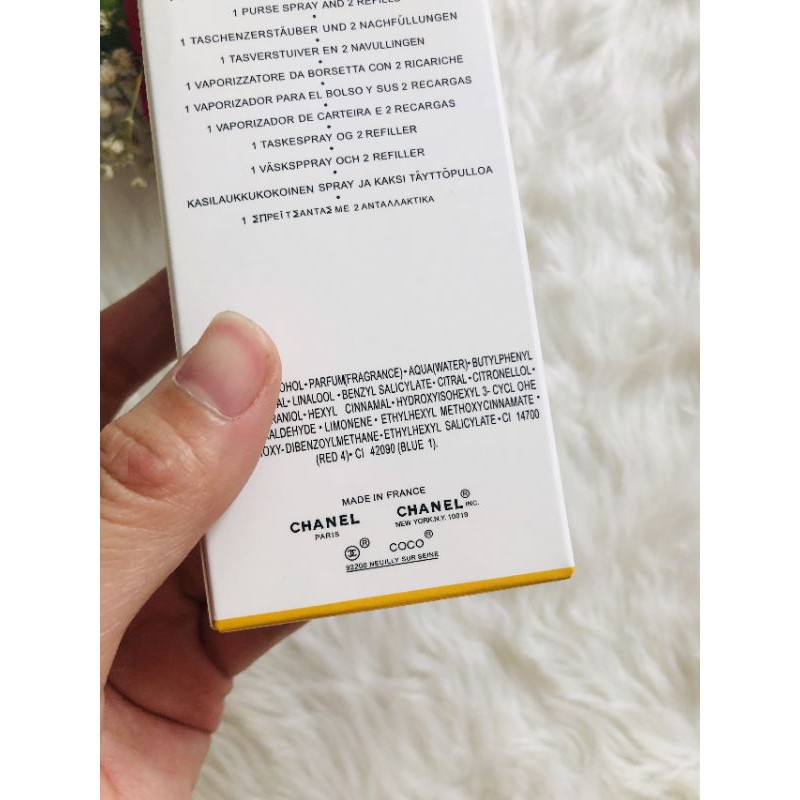 1 PURSE SPRAY AND 2 REFILLS
•
1 TASCHENZERSTÄUBER UND 2 NACHFÜLLUNGEN
•
1 TASVERSTUIVER EN 2 NAVULLINGEN
•
1 VAPORIZZATORE DA BORSETTA CON 2 RICARICHE
•
1 VAPORIZADOR PARA EL BOLSO Y SUS 2 RECARGAS
•
1 VAPORIZADOR DE CARTEIRA E 2 RECARGAS
•
1 TASKESPRAY OG 2 REFILLER
•
1 VÄSKSPPRAY OCH 2 REFILLER
•
KASILAUKKUKOKOINEN SPRAY JA KAKSI TÄYTTÖPULLOA
•
1 ΣΠΡΕΪ ΤΣΑΝΤΑΣ ΜΕ 2 ΑΝΤΑΛΛΑΚΤΙΚΑ
OHOL•PARFUM(FRAGRANCE)•AQUA(WATER)•BUTYLPHENYL
AL•LINALOOL•BENZYL SALICYLATE•CITRAL•CITRONELLOL•
RANIOL•HEXYL CINNAMAL•HYDROXYISOHEXYL 3-CYCL OHE
ALDEHYDE•LIMONENE•ETHYLHEXYL METHOXYCINNAMATE•
OXY-DIBENZOYLMETHANE•ETHYLHEXYL SALICYLATE•CI 14700
(RED 4)•CI 42090 (BLUE 1).
MADE IN FRANCE
CHANEL CHANEL® INC.
PARIS NEW YORK.N.Y. 10019
® COCO®
92200 NEUILLY SUR SEINE